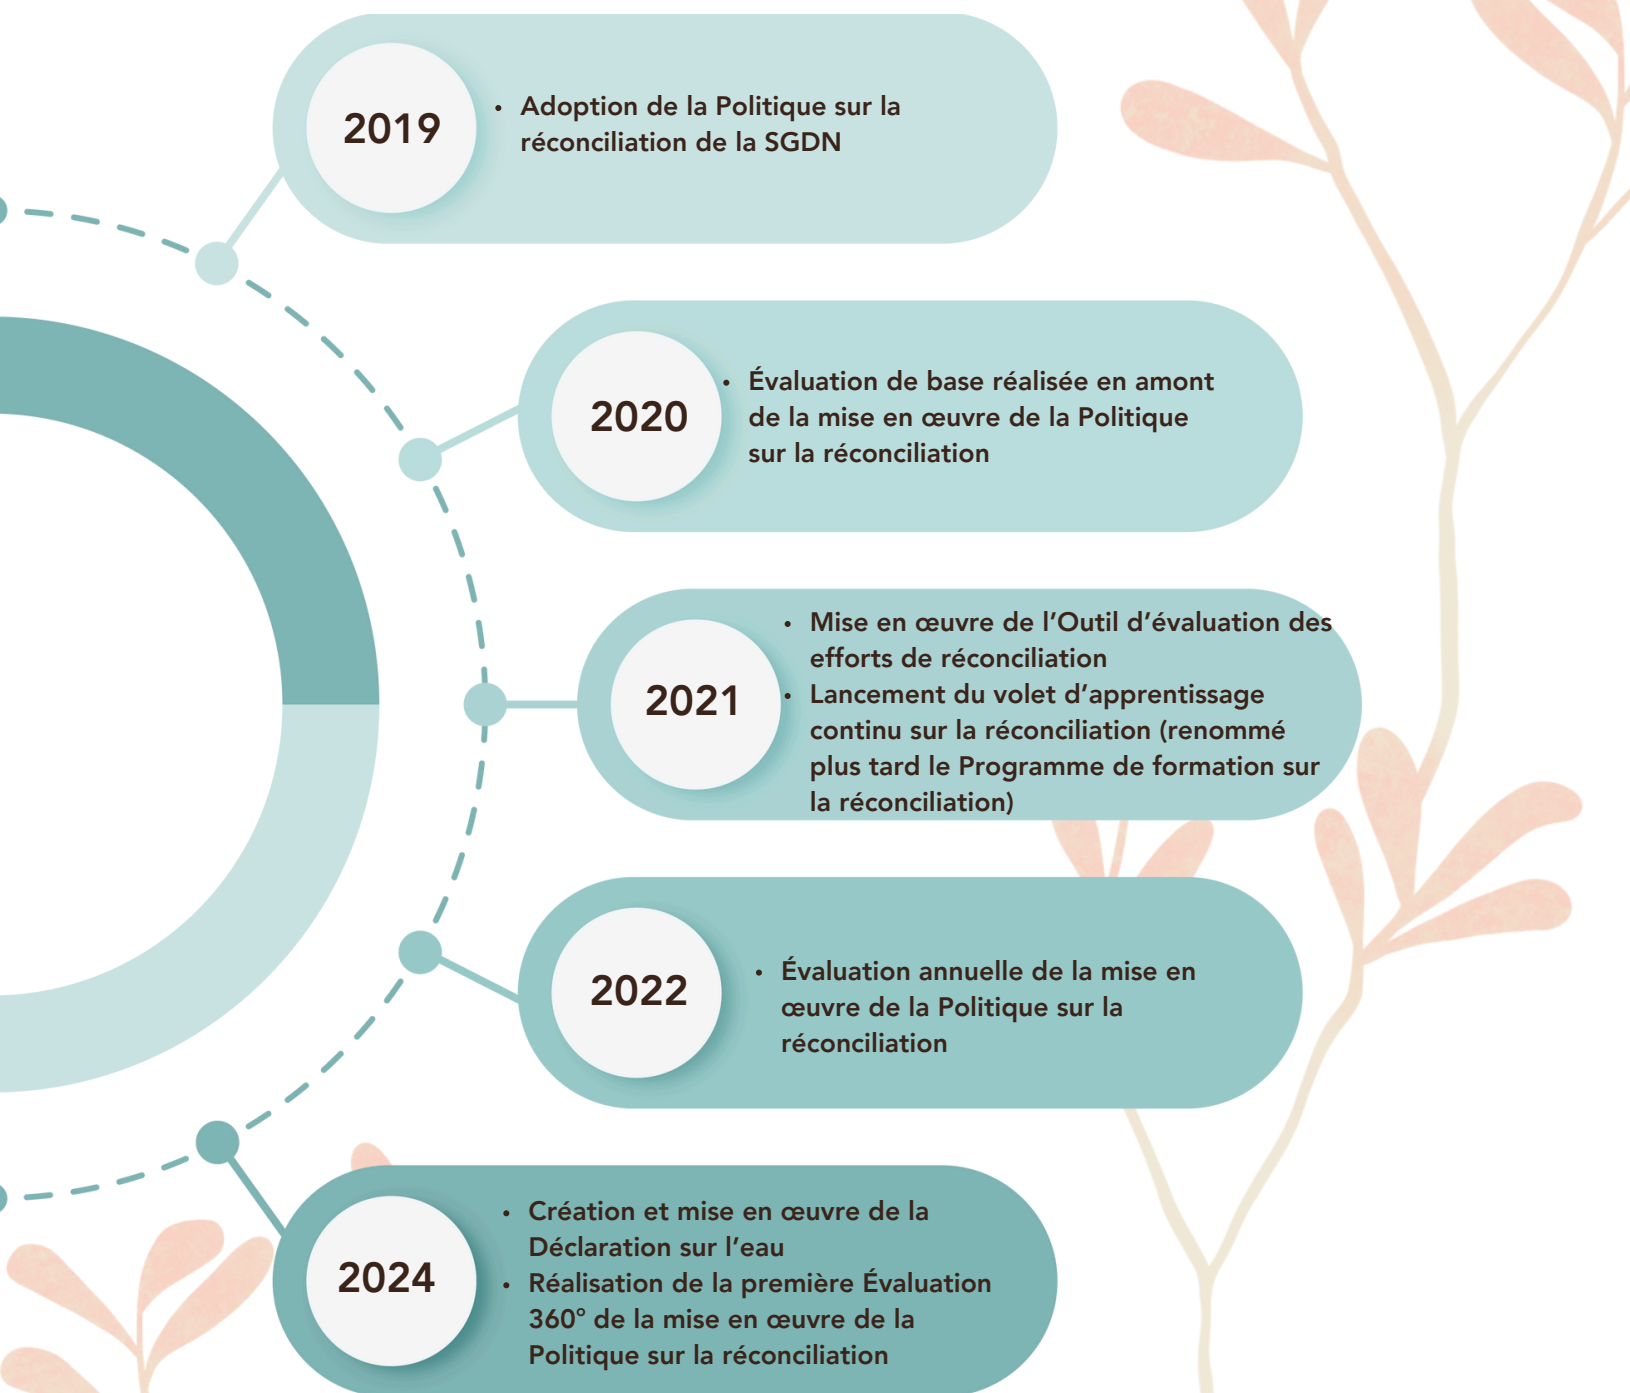 2019
• Adoption de la Politique sur la
réconciliation de la SGDN
2020
• Évaluation de base réalisée en amont
de la mise en œuvre de la Politique
sur la réconciliation
2021
• Mise en œuvre de l’Outil d’évaluation des
efforts de réconciliation
• Lancement du volet d’apprentissage
continu sur la réconciliation (renommé
plus tard le Programme de formation sur
la réconciliation)
2022
• Évaluation annuelle de la mise en
œuvre de la Politique sur la
réconciliation
2024
• Création et mise en œuvre de la
Déclaration sur l’eau
• Réalisation de la première Évaluation
360° de la mise en œuvre de la
Politique sur la réconciliation